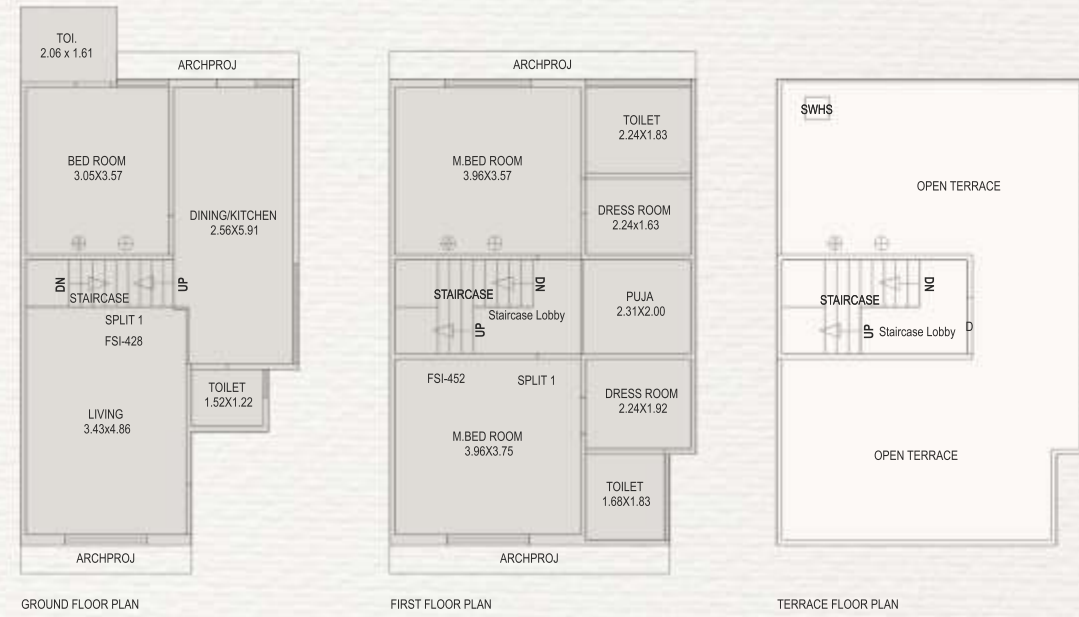 TOI.
2.06 x 1.61
ARCHPROJ
BED ROOM
3.05X3.57
DINING/KITCHEN
2.56X5.91
DN
UP
STAIRCASE
SPLIT 1
FSI-428
TOILET
1.52X1.22
LIVING
3.43x4.86
ARCHPROJ
GROUND FLOOR PLAN
ARCHPROJ
TOILET
2.24X1.83
M.BED ROOM
3.96X3.57
DRESS ROOM
2.24x1.63
DN
STAIRCASE
PUJA
2.31X2.00
Staircase Lobby
UP
FSI-452
SPLIT 1
DRESS ROOM
2.24X1.92
M.BED ROOM
3.96X3.75
TOILET
1.68X1.83
ARCHPROJ
FIRST FLOOR PLAN
SWHS
OPEN TERRACE
DN
STAIRCASE
UP
Staircase Lobby
D
OPEN TERRACE
TERRACE FLOOR PLAN